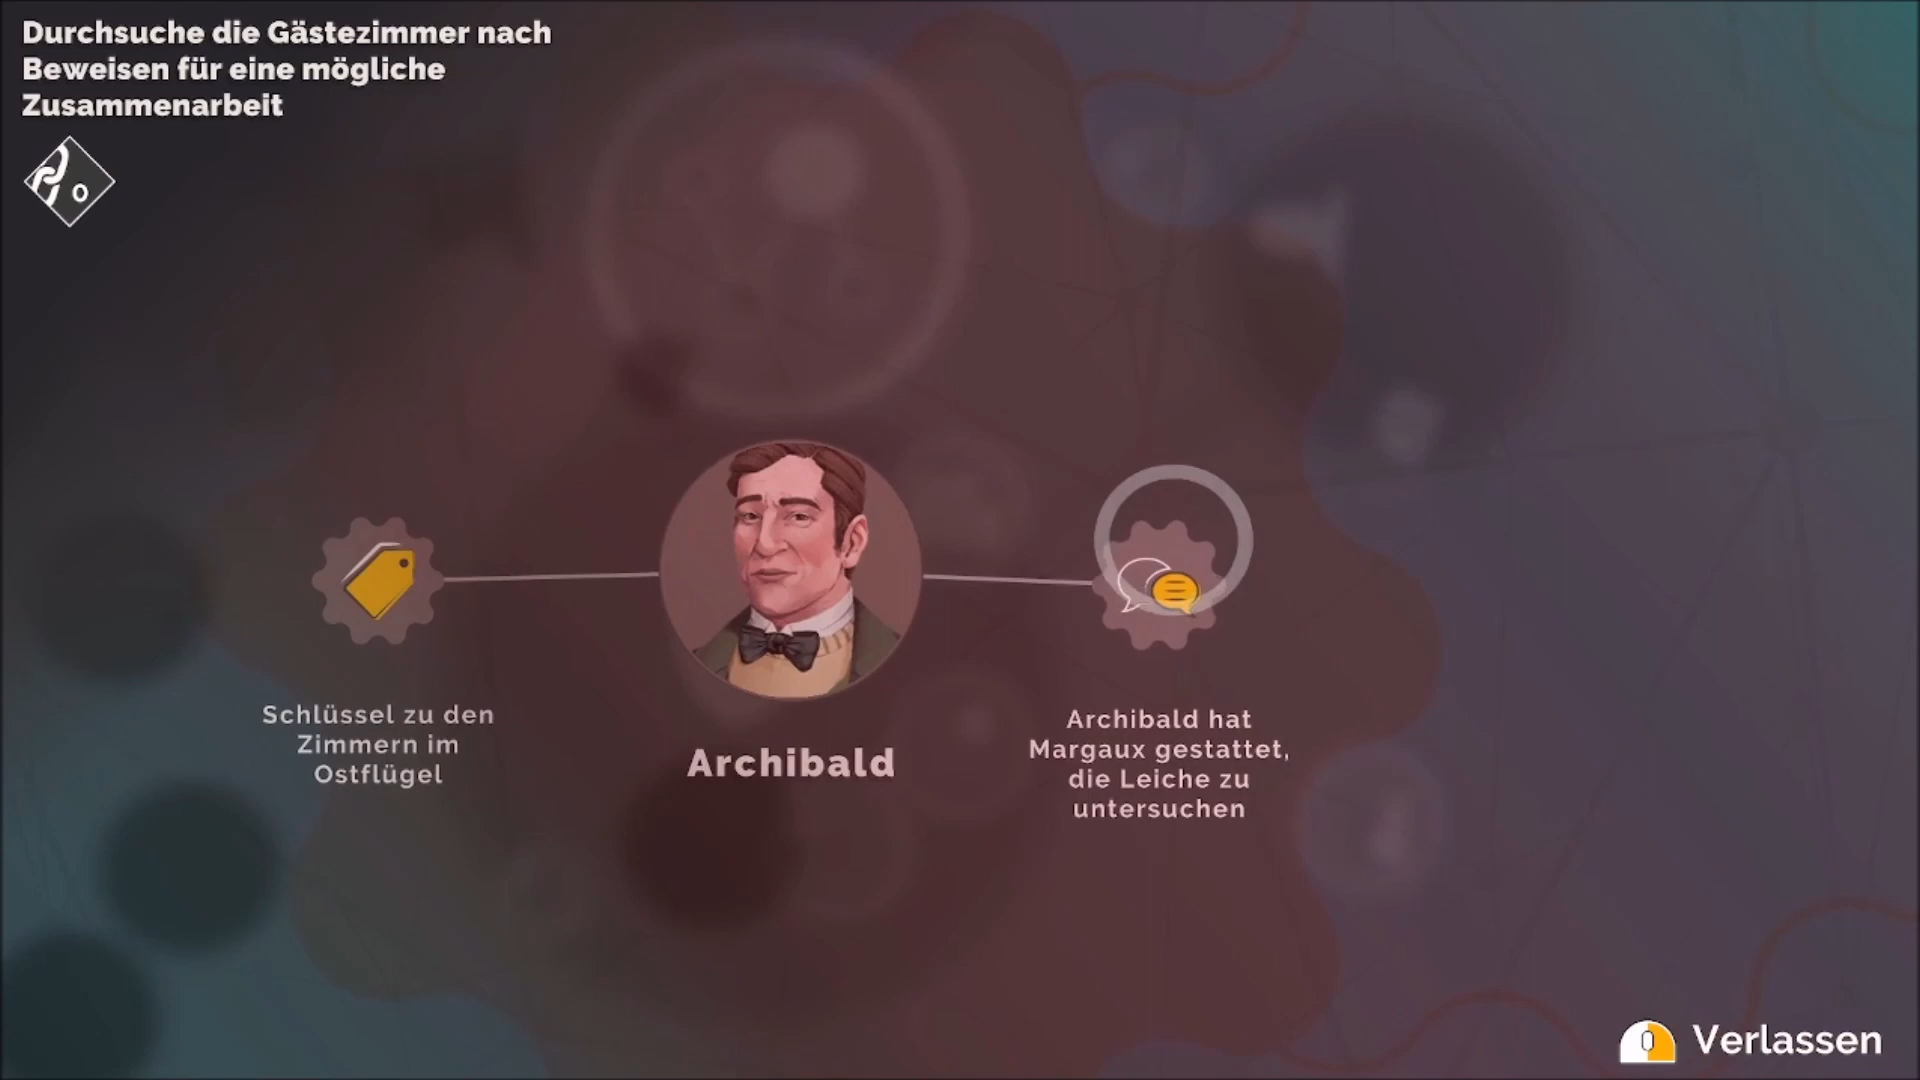 Durchsuche die Gästezimmer nach
Beweisen für eine mögliche
Zusammenarbeit
0
Schlüssel zu den
Zimmern im
Ostflügel
Archibald
Archibald hat
Margaux gestattet,
die Leiche zu
untersuchen
Verlassen